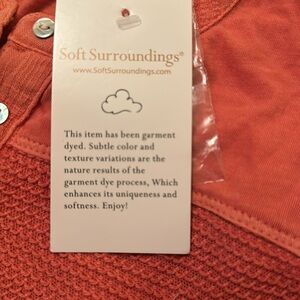 Soft Surroundings®
www.SoftSurroundings.com
This item has been garment
dyed. Subtle color and
texture variations are the
nature results of the
garment dye process, Which
enhances its uniqueness and
softness. Enjoy!